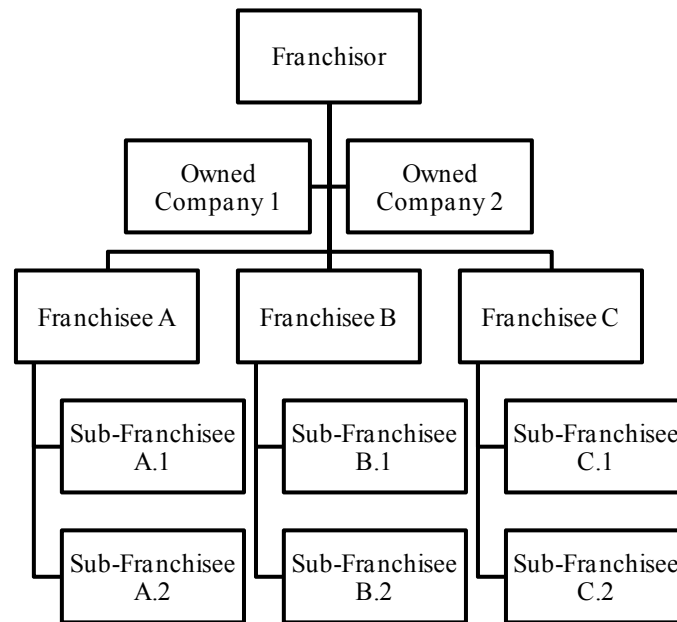 Franchisor
Owned
Company 1
Owned
Company 2
Franchisee A
Franchisee B
Franchisee C
Sub-Franchisee
A.1
Sub-Franchisee
B.1
Sub-Franchisee
C.1
Sub-Franchisee
A.2
Sub-Franchisee
B.2
Sub-Franchisee
C.2